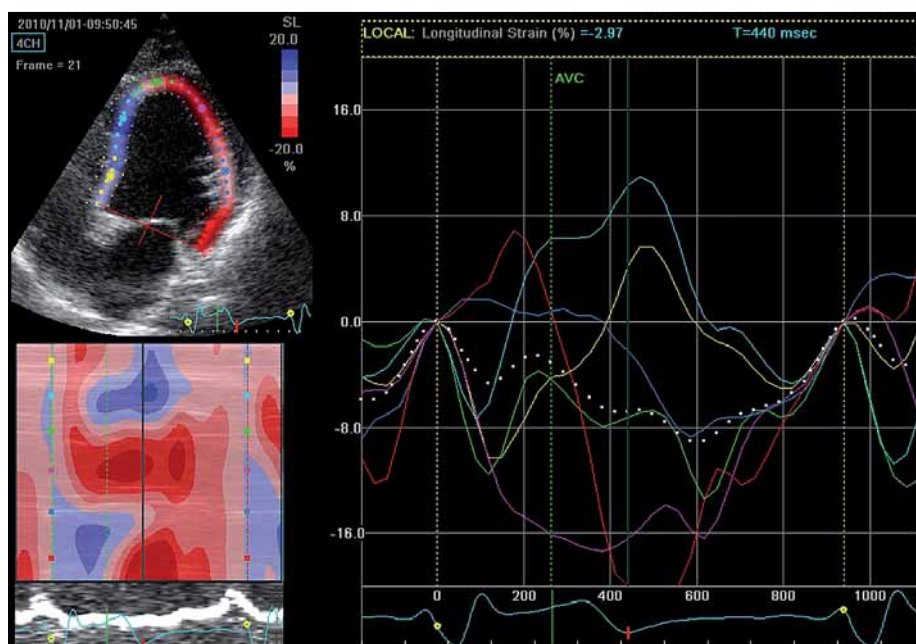 2010/11/01-09:50:45
4CH
Frame = 21
SL
20.0
-20.0
%
LOCAL: Longitudinal Strain (%) =-2.97 T=440 msec
AVC
16.0
8.0
0.0
-8.0
-16.0
0 200 400 600 800 1000